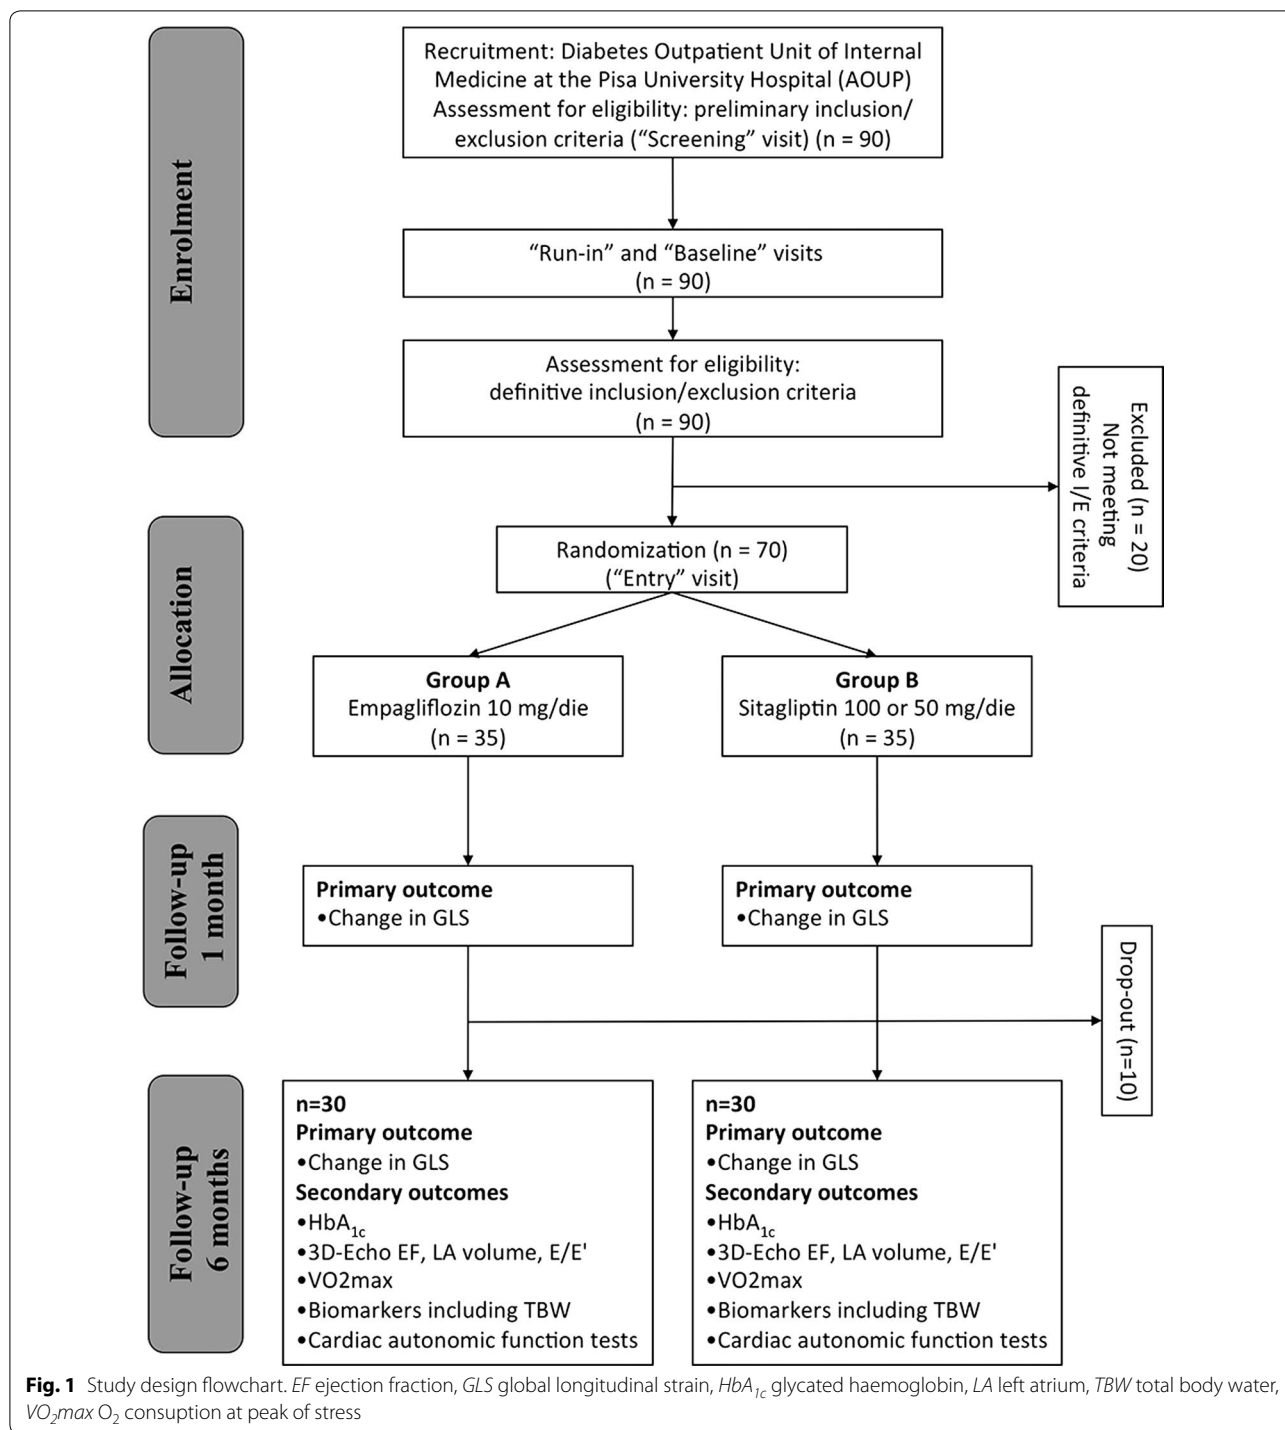 Enrolment
Recruitment: Diabetes Outpatient Unit of Internal
Medicine at the Pisa University Hospital (AOUP)
Assessment for eligibility: preliminary inclusion/
exclusion criteria (“Screening” visit) (n = 90)
“Run-in” and “Baseline” visits
(n = 90)
Assessment for eligibility:
definitive inclusion/exclusion criteria
(n = 90)
Excluded (n = 20)
Not meeting
definitive I/E criteria
Allocation
Randomization (n = 70)
(“Entry” visit)
Group A
Empagliflozin 10 mg/die
(n = 35)
Group B
Sitagliptin 100 or 50 mg/die
(n = 35)
Follow-up
1 month
Primary outcome
•Change in GLS
Primary outcome
•Change in GLS
Drop-out (n=10)
Follow-up
6 months
n=30
Primary outcome
•Change in GLS
Secondary outcomes
•HbA1c
•3D-Echo EF, LA volume, E/E'
•VO2max
•Biomarkers including TBW
•Cardiac autonomic function tests
n=30
Primary outcome
•Change in GLS
Secondary outcomes
•HbA1c
•3D-Echo EF, LA volume, E/E'
•VO2max
•Biomarkers including TBW
•Cardiac autonomic function tests
Fig. 1 Study design flowchart. EF ejection fraction, GLS global longitudinal strain, HbA1c glycated haemoglobin, LA left atrium, TBW total body water,
VO2max O2 consuption at peak of stress